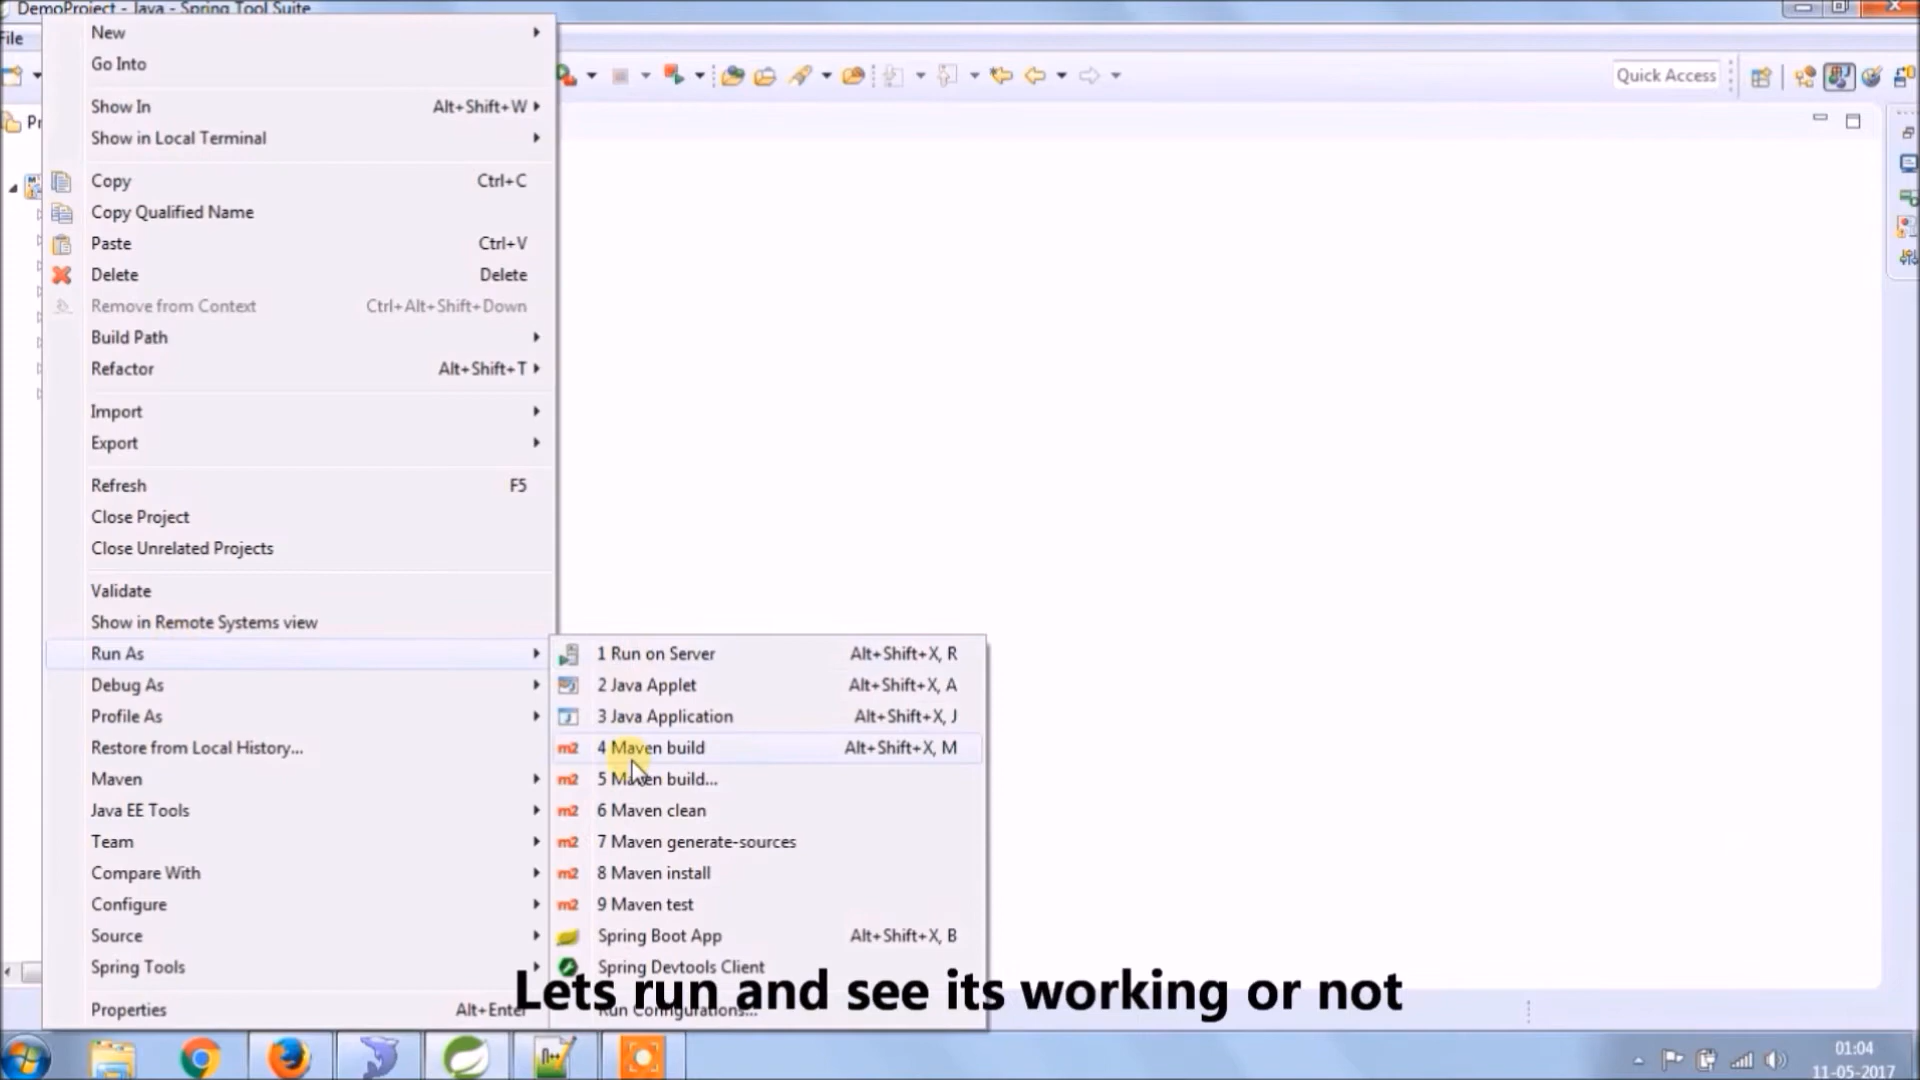 DemoProject - Java - Spring Tool Suite
File
Quick Access
New
Go Into
Show In Alt+Shift+W
Show in Local Terminal
Copy Ctrl+C
Copy Qualified Name
Paste Ctrl+V
Delete Delete
Remove from Context Ctrl+Alt+Shift+Down
Build Path
Refactor Alt+Shift+T
Import
Export
Refresh F5
Close Project
Close Unrelated Projects
Validate
Show in Remote Systems view
Run As
Debug As
Profile As
Restore from Local History...
Maven
Java EE Tools
Team
Compare With
Configure
Source
Spring Tools
Properties Alt+Enter
1 Run on Server Alt+Shift+X, R
2 Java Applet Alt+Shift+X, A
3 Java Application Alt+Shift+X, J
m2 4 Maven build Alt+Shift+X, M
m2 5 Maven build...
m2 6 Maven clean
m2 7 Maven generate-sources
m2 8 Maven install
m2 9 Maven test
Spring Boot App Alt+Shift+X, B
Spring Devtools Client
Run Configurations...
Lets run and see its working or not
01:04
11-05-2017